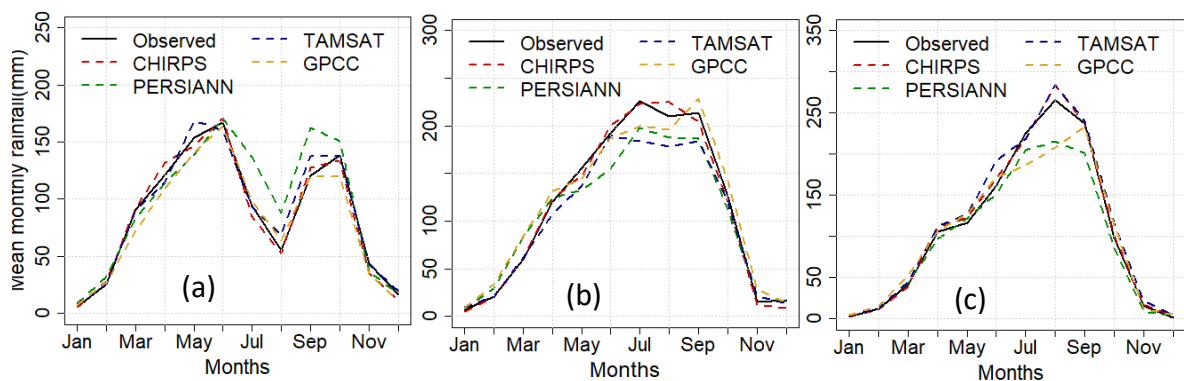 Mean monthly rainfall(mm)
250
200
150
100
50
0
Observed
CHIRPS
PERSIANN
TAMSAT
GPCC
(a)
Jan Mar May Jul Sep Nov
Months
300
200
150
100
50
0
Observed
CHIRPS
PERSIANN
TAMSAT
GPCC
(b)
Jan Mar May Jul Sep Nov
Months
350
250
150
50
0
Observed
CHIRPS
PERSIANN
TAMSAT
GPCC
(c)
Jan Mar May Jul Sep Nov
Months